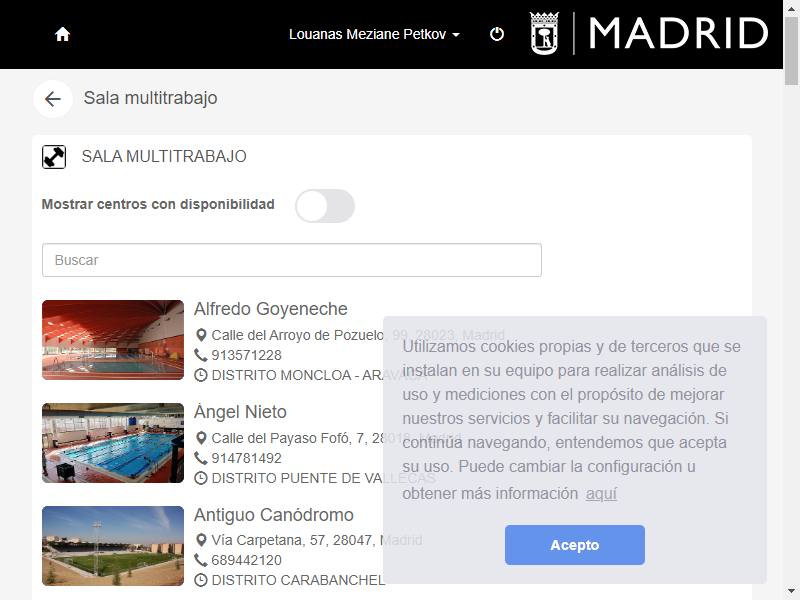 Louanas Meziane Petkov
MADRID
Sala multitrabajo
SALA MULTITRABAJO
Mostrar centros con disponibilidad
Buscar
Alfredo Goyeneche
Calle del Arroyo de Pozuelo, 99, 28023, Madrid
913571228
DISTRITO MONCLOA - ARAVACA
Ángel Nieto
Calle del Payaso Fofó, 7, 28018, Madrid
914781492
DISTRITO PUENTE DE VALLECAS
Antiguo Canódromo
Vía Carpetana, 57, 28047, Madrid
689442120
DISTRITO CARABANCHEL
Utilizamos cookies propias y de terceros que se
instalan en su equipo para realizar análisis de
uso y mediciones con el propósito de mejorar
nuestros servicios y facilitar su navegación. Si
continúa navegando, entendemos que acepta
su uso. Puede cambiar la configuración u
obtener más información aquí
Acepto